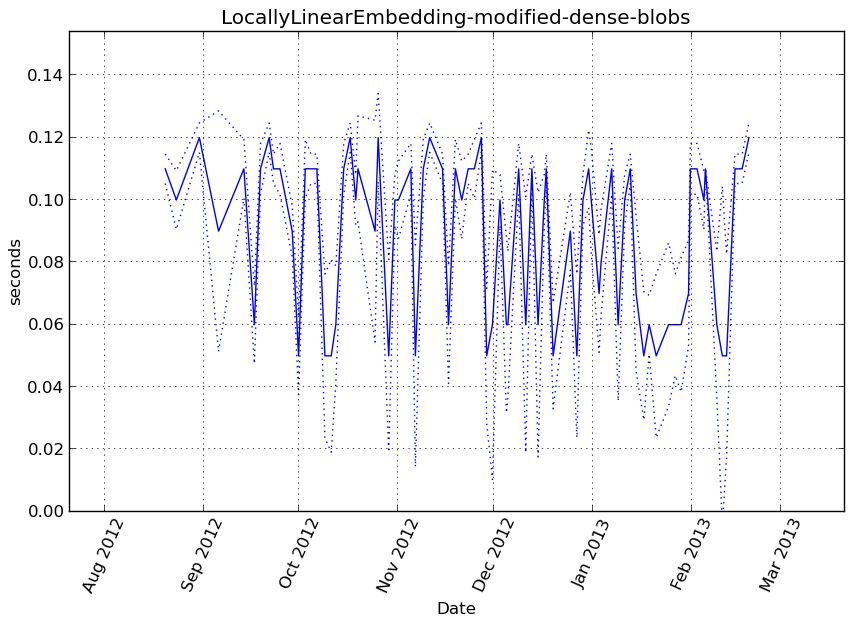 LocallyLinearEmbedding-modified-dense-blobs
0.14
0.12
0.10
0.08
0.06
0.04
0.02
0.00
seconds
Aug 2012
Sep 2012
Oct 2012
Nov 2012
Dec 2012
Jan 2013
Feb 2013
Mar 2013
Date